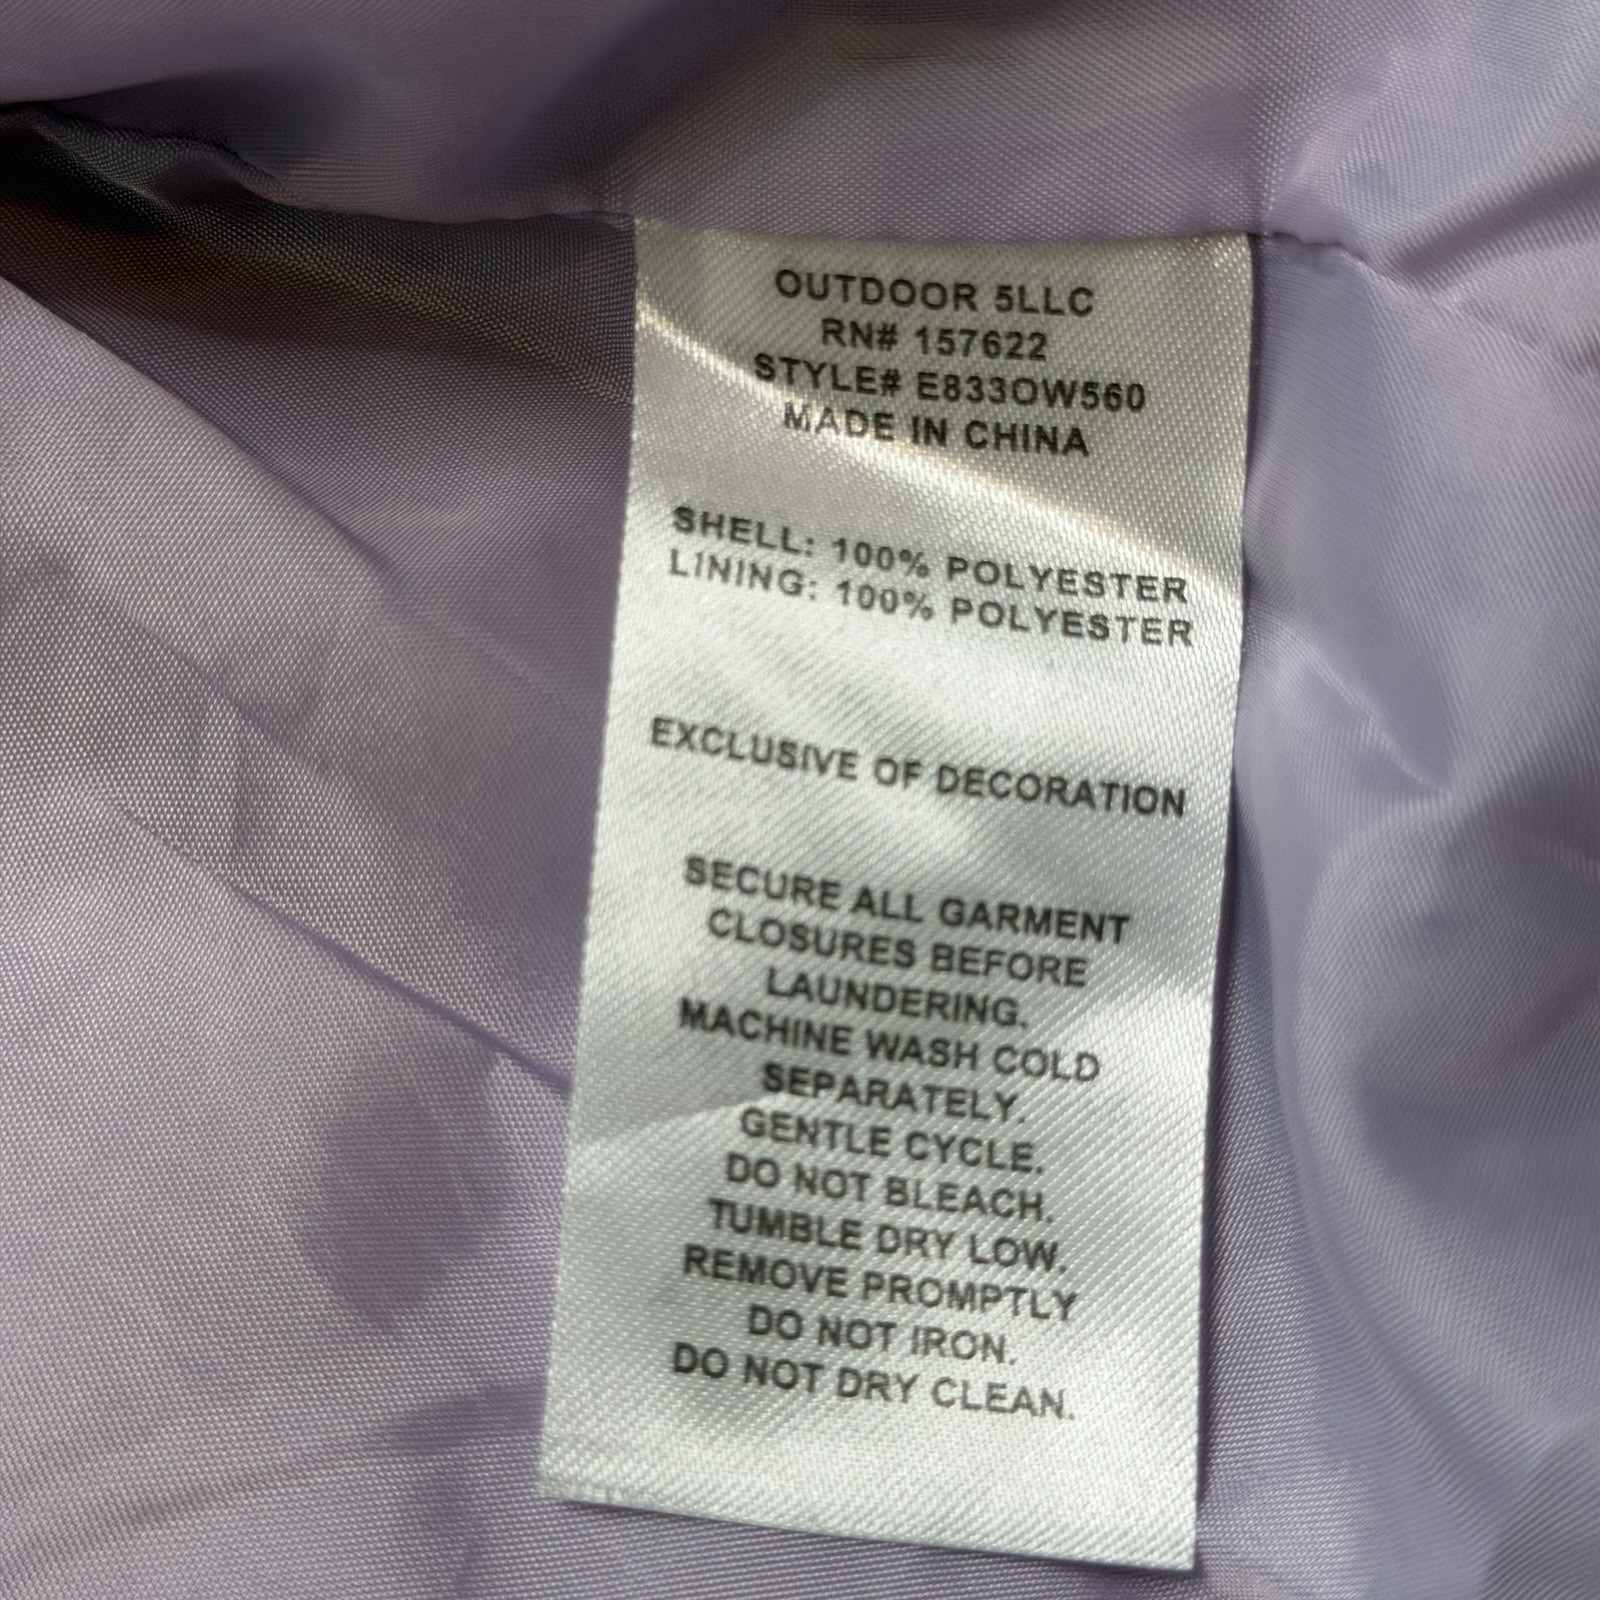 OUTDOOR 5LLC
RN# 157622
STYLE# E833OW560
MADE IN CHINA
SHELL: 100% POLYESTER
LINING: 100% POLYESTER
EXCLUSIVE OF DECORATION
SECURE ALL GARMENT
CLOSURES BEFORE
LAUNDERING.
MACHINE WASH COLD
SEPARATELY.
GENTLE CYCLE.
DO NOT BLEACH.
TUMBLE DRY LOW.
REMOVE PROMPTLY
DO NOT IRON.
DO NOT DRY CLEAN.